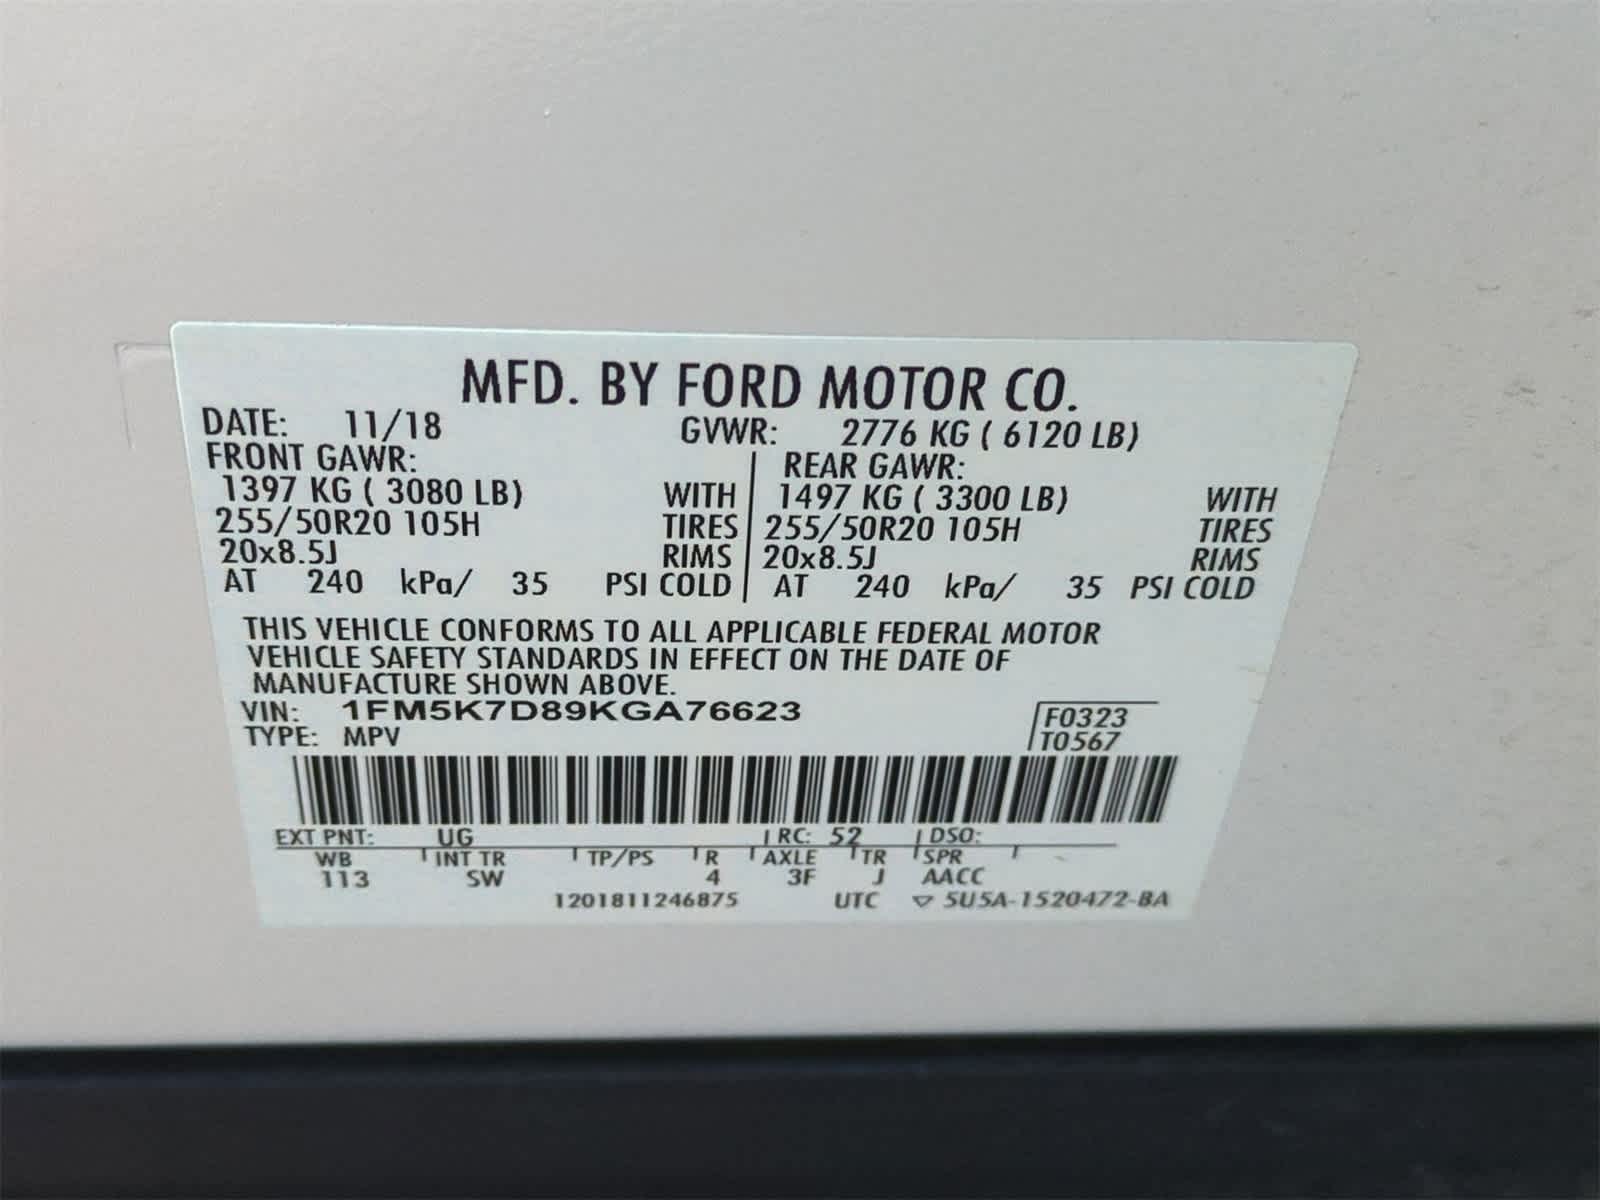 MFD. BY FORD MOTOR CO.
DATE: 11/18 GVWR: 2776 KG ( 6120 LB)
FRONT GAWR: REAR GAWR:
1397 KG ( 3080 LB) WITH 1497 KG ( 3300 LB) WITH
255/50R20 105H TIRES 255/50R20 105H TIRES
20x8.5J RIMS 20x8.5J RIMS
AT 240 kPa/ 35 PSI COLD AT 240 kPa/ 35 PSI COLD
THIS VEHICLE CONFORMS TO ALL APPLICABLE FEDERAL MOTOR
VEHICLE SAFETY STANDARDS IN EFFECT ON THE DATE OF
MANUFACTURE SHOWN ABOVE.
VIN: 1FM5K7D89KGA76623 F0323
TYPE: MPV T0567
EXT PNT: UG RC: 52 DSO:
WB INT TR TP/PS R AXLE TR SPR
113 SW 4 3F J AACC
1201811246875 UTC ▽ 5U5A-1520472-BA